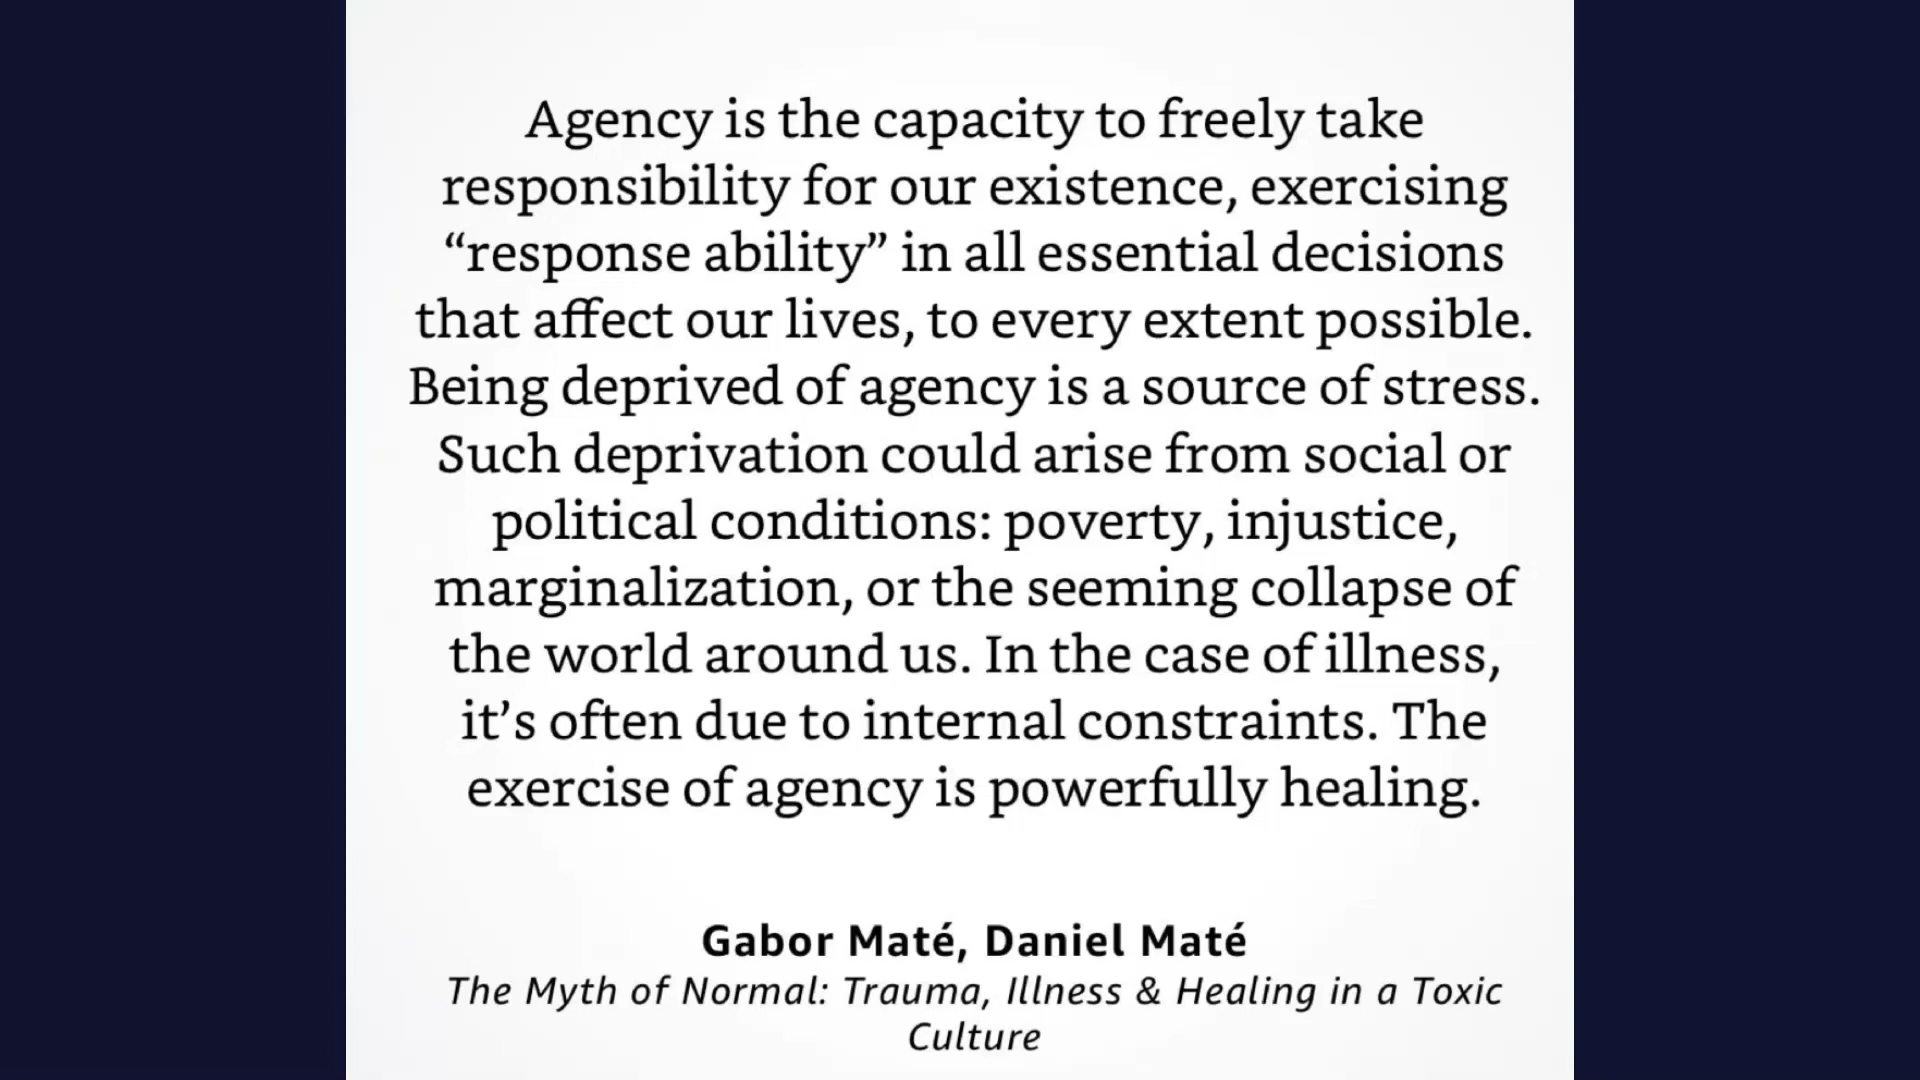 Agency is the capacity to freely take
responsibility for our existence, exercising
“response ability” in all essential decisions
that affect our lives, to every extent possible.
Being deprived of agency is a source of stress.
Such deprivation could arise from social or
political conditions: poverty, injustice,
marginalization, or the seeming collapse of
the world around us. In the case of illness,
it’s often due to internal constraints. The
exercise of agency is powerfully healing.
Gabor Maté, Daniel Maté
The Myth of Normal: Trauma, Illness & Healing in a Toxic
Culture